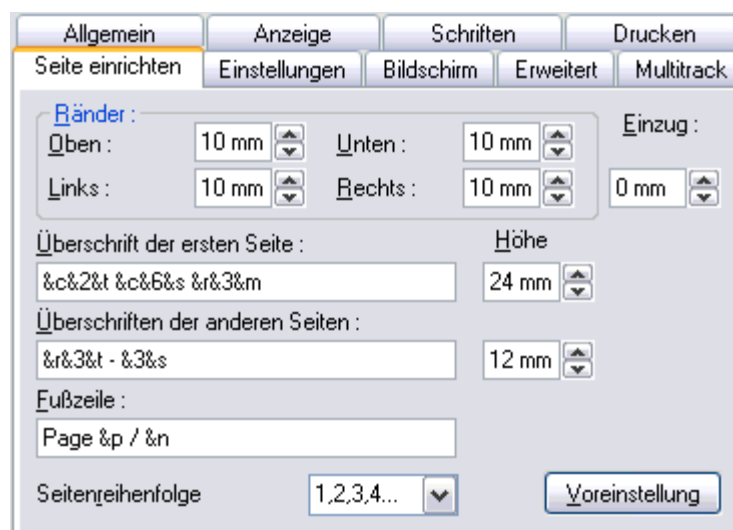 Allgemein Anzeige Schriften Drucken
Seite einrichten Einstellungen Bildschirm Erweitert Multitrack
Ränder :
Einzug :
Oben : 10 mm Unten : 10 mm
Links : 10 mm Rechts : 10 mm 0 mm
Überschrift der ersten Seite : Höhe
&c&2&t &c&6&s &r&3&m 24 mm
Überschriften der anderen Seiten :
&r&3&t - &3&s 12 mm
Fußzeile :
Page &p / &n
Seitenreihenfolge 1,2,3,4... Voreinstellung